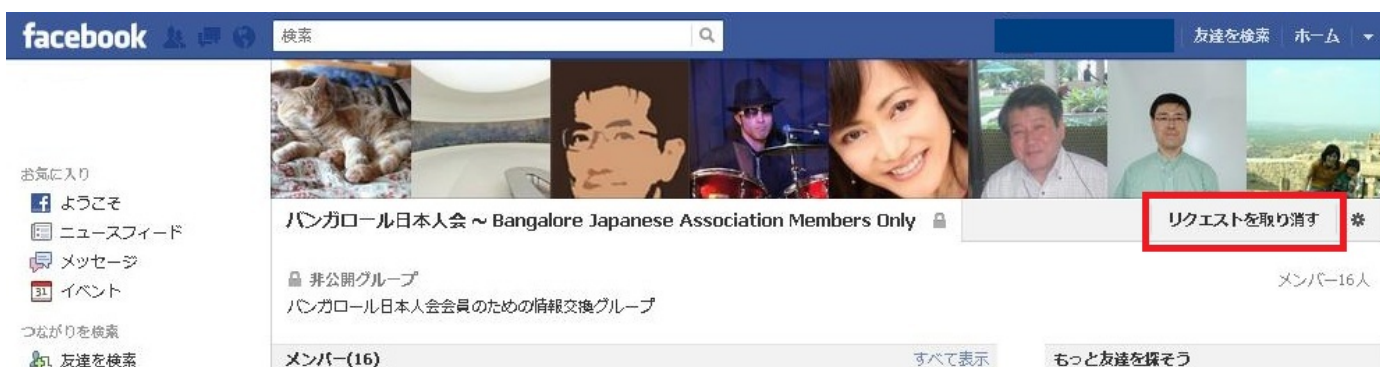 facebook
検索
友達を検索 ホーム
お気に入り
ようこそ
ニュースフィード
メッセージ
31 イベント
つながりを検索
友達を検索
バンガロール日本人会 ~ Bangalore Japanese Association Members Only
リクエストを取り消す
非公開グループ
メンバー16人
バンガロール日本人会会員のための情報交換グループ
メンバー(16)
すべて表示
もっと友達を探そう